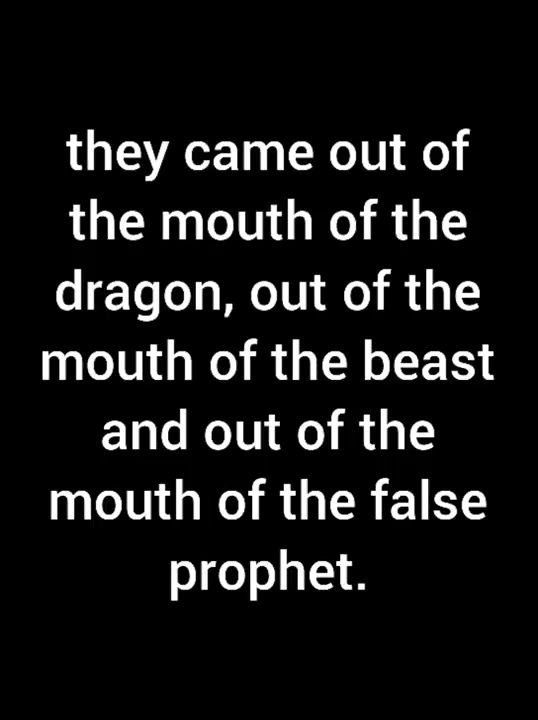 they came out of
the mouth of the
dragon, out of the
mouth of the beast
and out of the
mouth of the false
prophet.